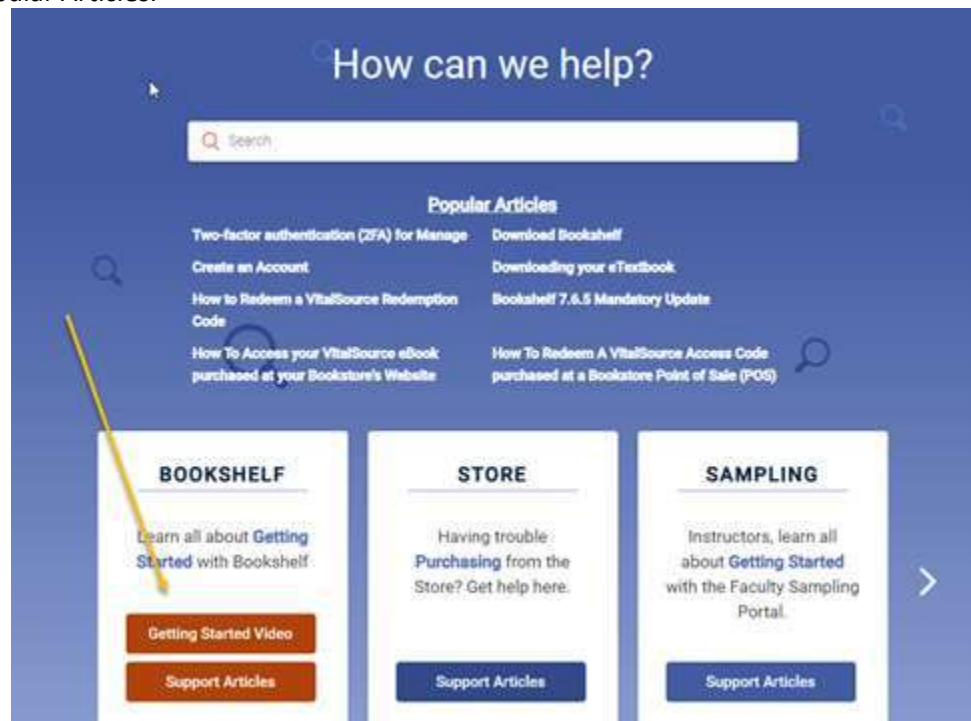 How can we help?
Search
Popular Articles
Two-factor authentication (2FA) for Manage
Download Bookshelf
Create an Account
Downloading your eTextbook
How to Redeem a VitalSource Redemption
Code
Bookshelf 7.6.5 Mandatory Update
How To Access your VitalSource eBook
purchased at your Bookstore's Website
How To Redeem A VitalSource Access Code
purchased at a Bookstore Point of Sale (POS)
BOOKSHELF
Learn all about Getting
Started with Bookshelf
Getting Started Video
Support Articles
STORE
Having trouble
Purchasing from the
Store? Get help here.
Support Articles
SAMPLING
Instructors, learn all
about Getting Started
with the Faculty Sampling
Portal.
Support Articles